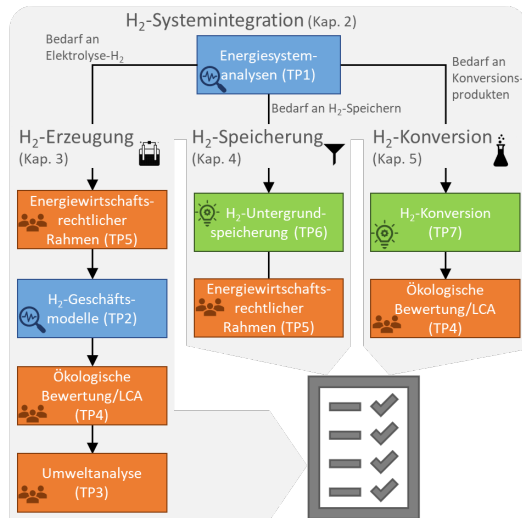 H₂-Systemintegration (Kap. 2)
Bedarf an
Elektrolyse-H₂
Energiesystem-
analysen (TP1)
Bedarf an
Konversions-
produkten
Bedarf an H₂-Speichern
H₂-Erzeugung
(Kap. 3)
Energiewirtschafts-
rechtlicher
Rahmen (TP5)
H₂-Geschäfts-
modelle (TP2)
Ökologische
Bewertung/LCA
(TP4)
Umweltanalyse
(TP3)
H₂-Speicherung
(Kap. 4)
H₂-Untergrund-
speicherung (TP6)
Energiewirtschafts-
rechtlicher
Rahmen (TP5)
H₂-Konversion
(Kap. 5)
H₂-Konversion
(TP7)
Ökologische
Bewertung/LCA
(TP4)